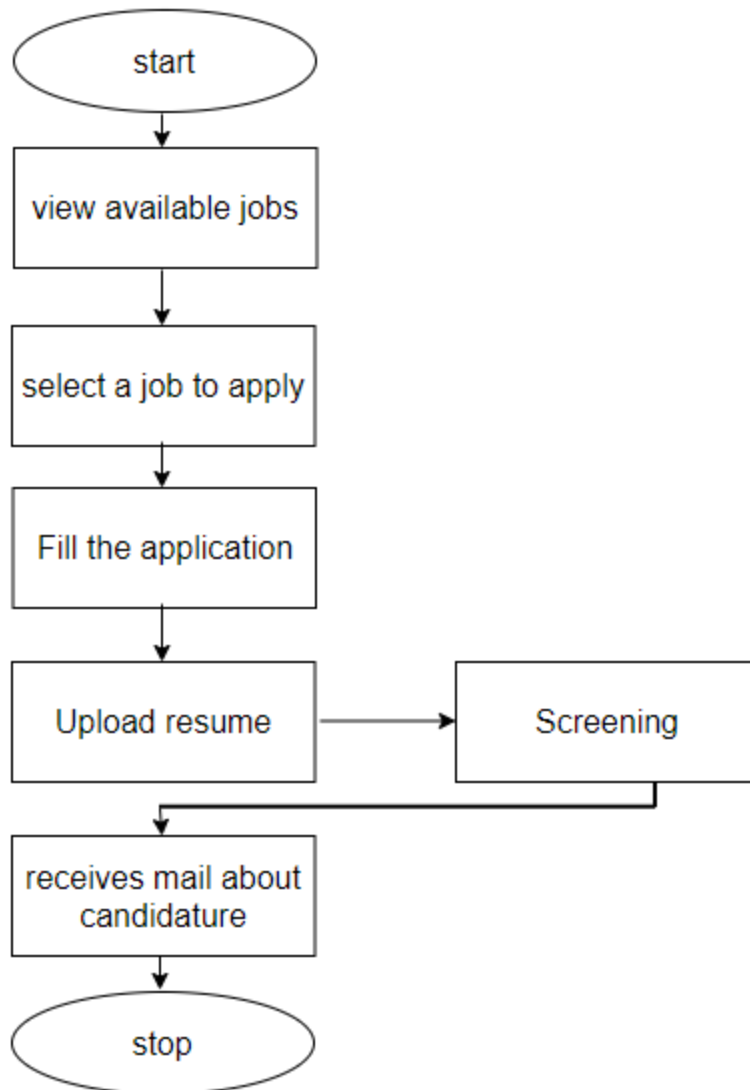 start
view available jobs
select a job to apply
Fill the application
Upload resume
Screening
receives mail about
candidature
stop